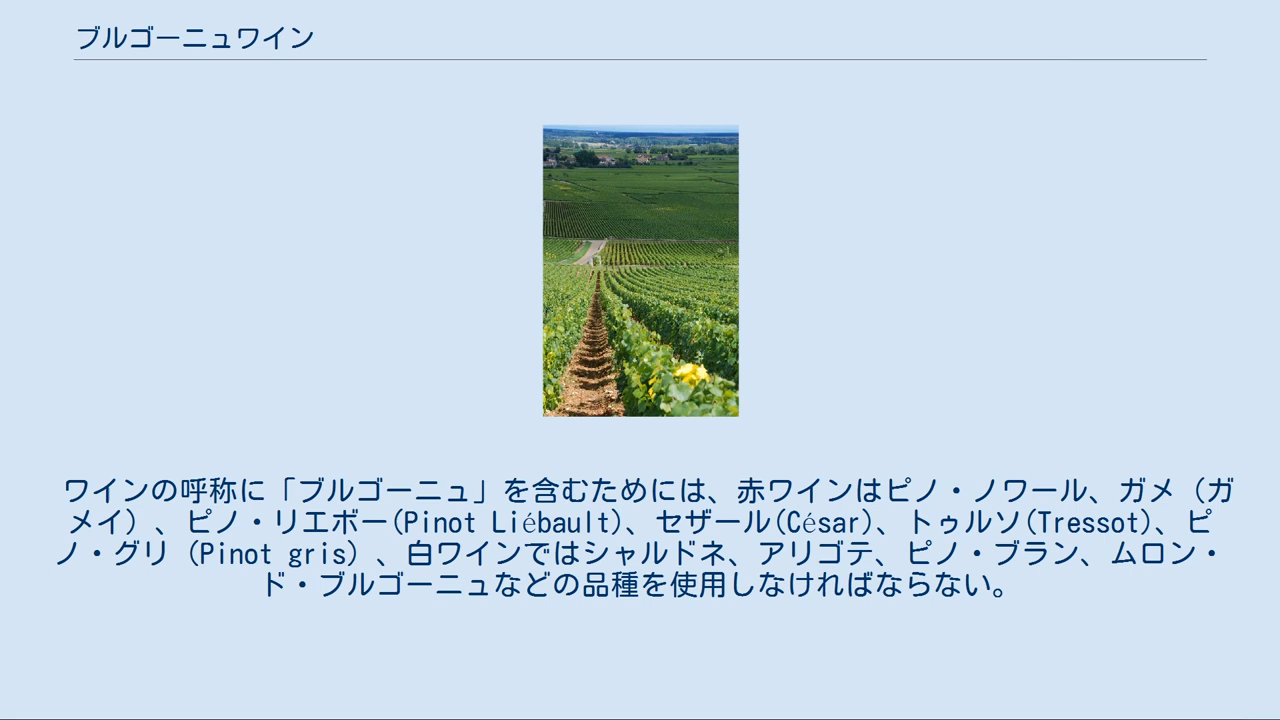 ブルゴーニュワイン
ワインの呼称に「ブルゴーニュ」を含むためには、赤ワインはピノ・ノワール、ガメ（ガ
メイ）、ピノ・リエボー(Pinot Liébault)、セザール(César)、トゥルソ(Tressot)、ピ
ノ・グリ（Pinot gris）、白ワインではシャルドネ、アリゴテ、ピノ・ブラン、ムロン・
ド・ブルゴーニュなどの品種を使用しなければならない。